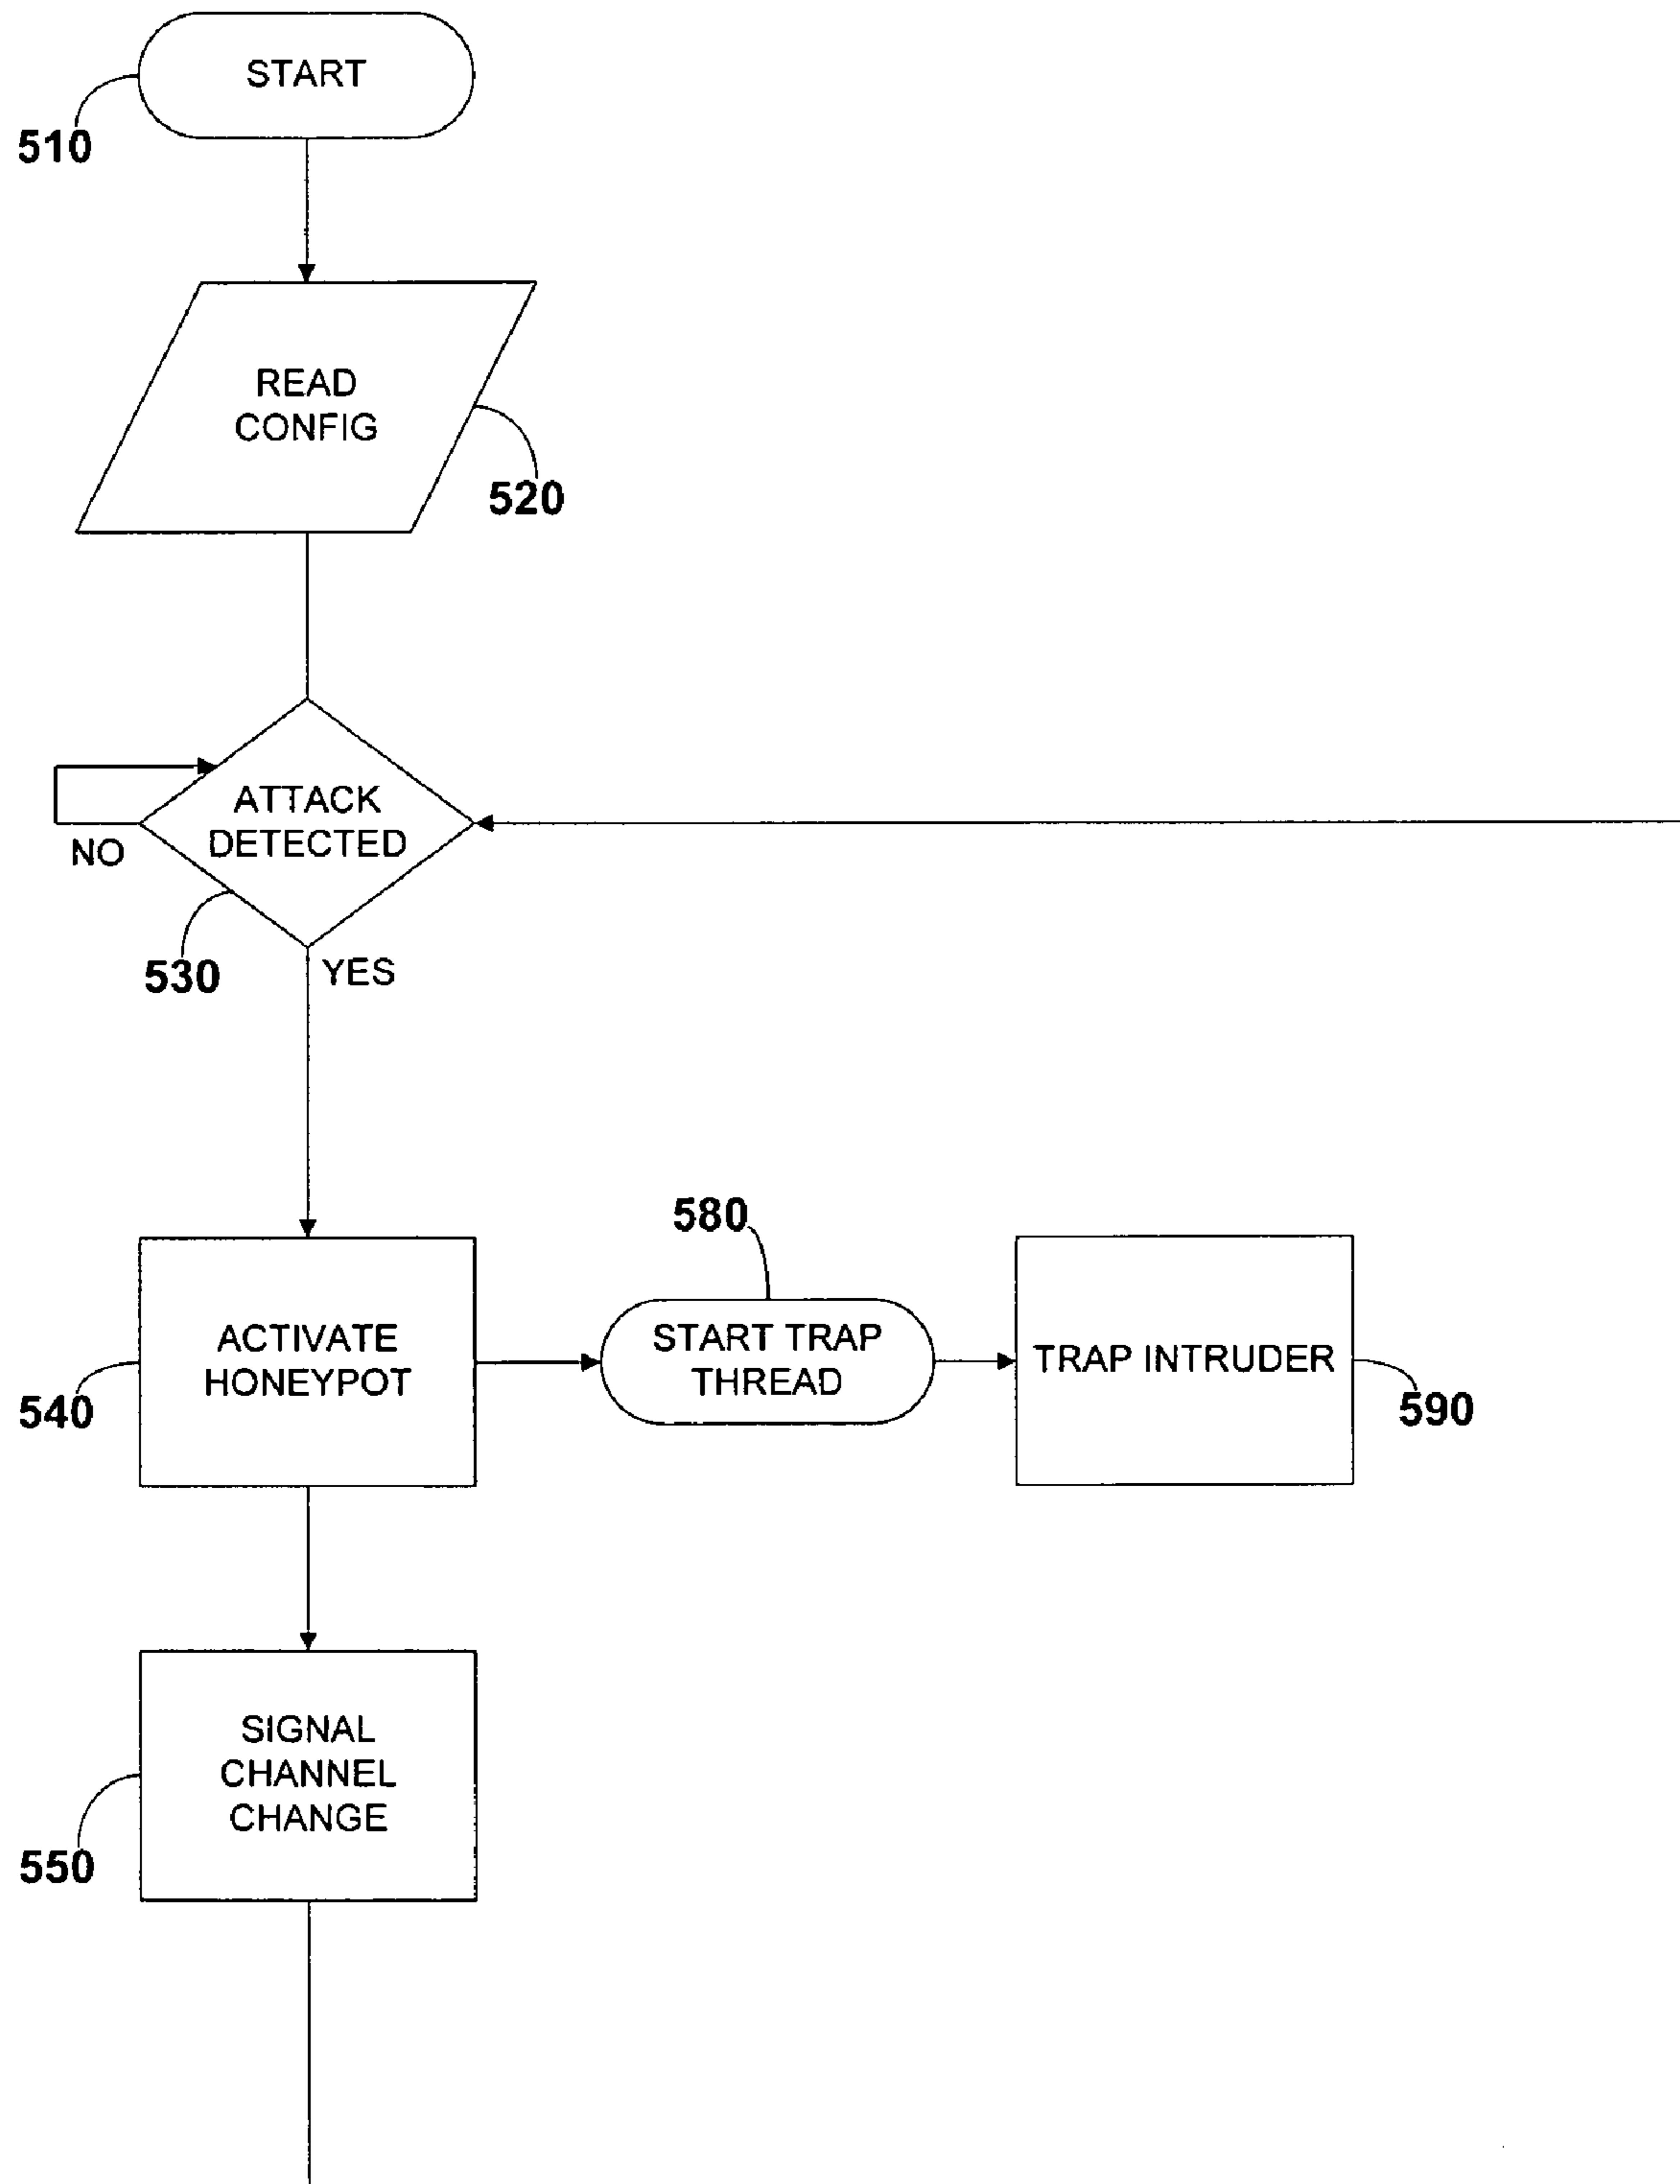 START
510
READ
CONFIG
520
ATTACK
DETECTED
NO
530
YES
580
ACTIVATE
HONEYPOT
540
START TRAP
THREAD
TRAP INTRUDER
590
SIGNAL
CHANNEL
CHANGE
550